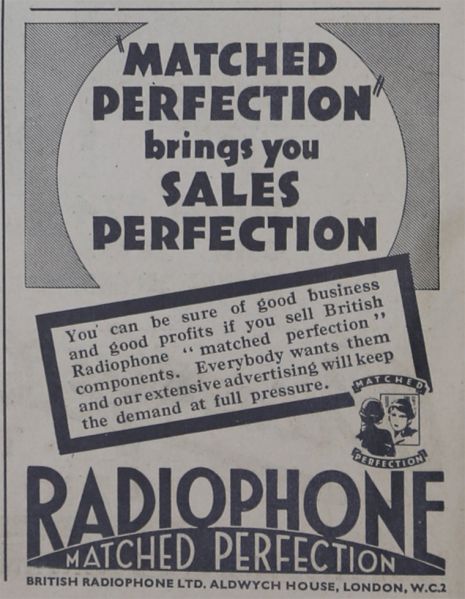 "MATCHED
PERFECTION"
brings you
SALES
PERFECTION
You can be sure of good business
and good profits if you sell British
Radiophone "matched perfection"
components. Everybody wants them
and our extensive advertising will keep
the demand at full pressure.
MATCHED
PERFECTION
RADIOPHONE
MATCHED PERFECTION
BRITISH RADIOPHONE LTD. ALDWYCH HOUSE, LONDON, W.C.2